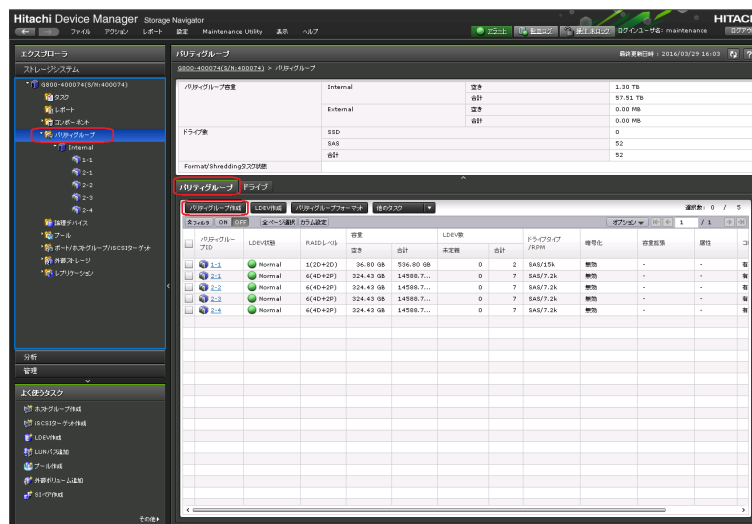 Hitachi Device Manager Storage Navigator
HITACHI
ファイル アクション レポート 設定 Maintenance Utility 表示 ヘルプ
アラート
ログインユーザ名: maintenance
エクスプローラ
ストレージシステム
G800-400074(S/N:400074)
タスク
レポート
コンポーネント
パリティグループ
Internal
1-1
2-1
2-2
2-3
2-4
論理デバイス
プール
ポート/ホストグループ/iSCSIターゲット
外部ストレージ
レプリケーション
分析
管理
よく使うタスク
ホストグループ作成
iSCSIターゲット作成
LDEV作成
LUNパス追加
プール作成
外部ボリューム追加
SIペア作成
その他
パリティグループ
最終更新日時 : 2016/03/29 16:03
G800-400074(S/N:400074) > パリティグループ
パリティグループ容量 Internal 空き 1.30 TB
合計 57.51 TB
External 空き 0.00 MB
合計 0.00 MB
ドライブ数 SSD 0
SAS 52
合計 52
Format/Shreddingタスク状態
パリティグループ ドライブ
パリティグループ作成 LDEV作成 パリティグループフォーマット 他のタスク
選択数: 0 / 5
フィルタ ON OFF 全ページ選択 カラム設定 オプション 1 / 1
パリティグループID LDEV状態 RAIDレベル 容量 空き 合計 LDEV数 未定義 合計 ドライブタイプ/RPM 暗号化 容量拡張 属性 コ
1-1 Normal 1(2D+2D) 36.80 GB 536.80 GB 0 2 SAS/15k 無効 - - 有
2-1 Normal 6(4D+2P) 324.43 GB 14588.7... 0 7 SAS/7.2k 無効 - - 有
2-2 Normal 6(4D+2P) 324.43 GB 14588.7... 0 7 SAS/7.2k 無効 - - 有
2-3 Normal 6(4D+2P) 324.43 GB 14588.7... 0 7 SAS/7.2k 無効 - - 有
2-4 Normal 6(4D+2P) 324.43 GB 14588.7... 0 7 SAS/7.2k 無効 - - 有